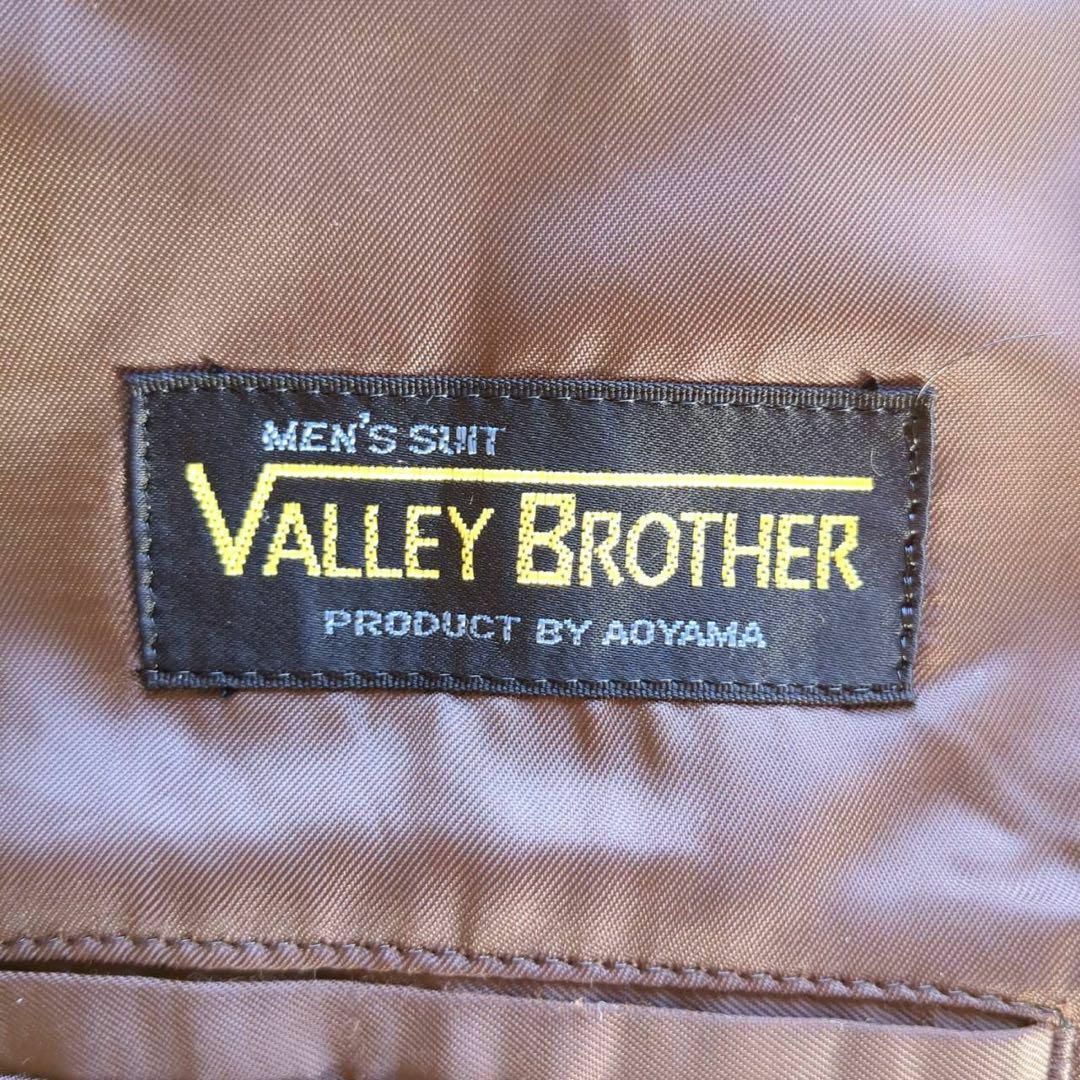 MEN'S SUIT
VALLEY BROTHER
PRODUCT BY AOYAMA